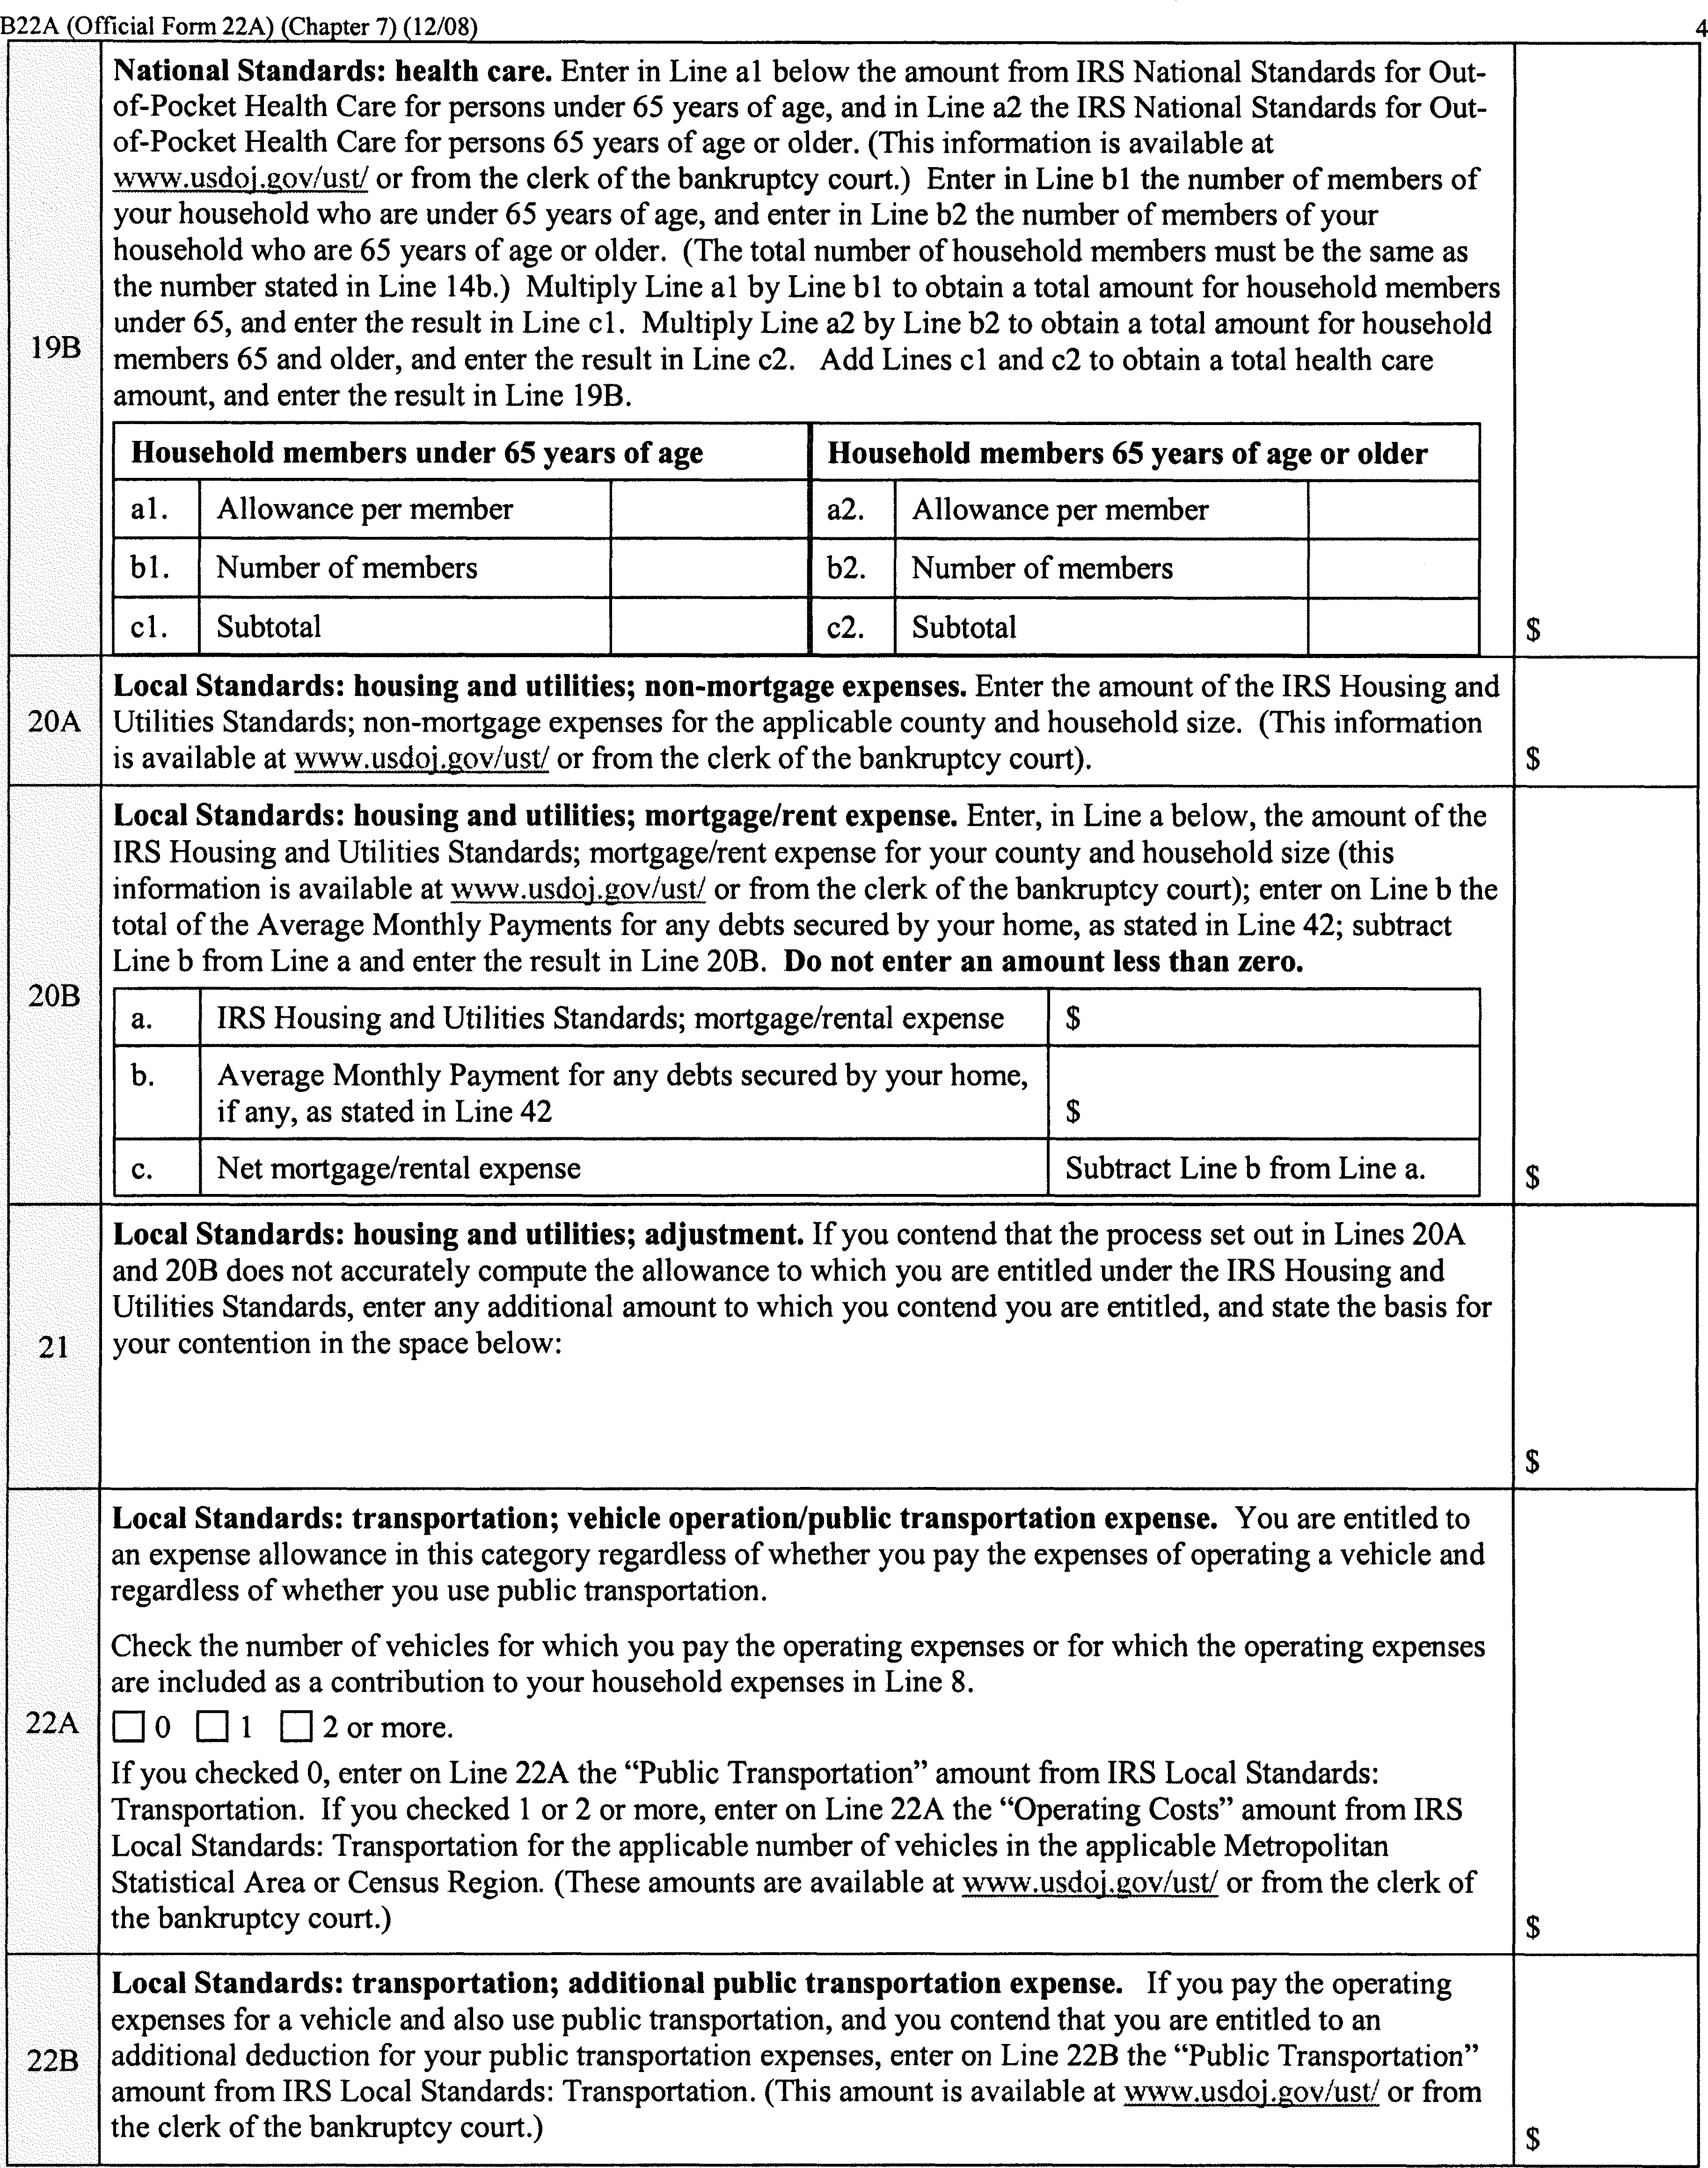 B22A (Official Form 22A) (Chapter 7) (12/08) 4
National Standards: health care. Enter in Line a1 below the amount from IRS National Standards for Out-
of-Pocket Health Care for persons under 65 years of age, and in Line a2 the IRS National Standards for Out-
of-Pocket Health Care for persons 65 years of age or older. (This information is available at
www.usdoj.gov/ust/ or from the clerk of the bankruptcy court.) Enter in Line b1 the number of members of
your household who are under 65 years of age, and enter in Line b2 the number of members of your
household who are 65 years of age or older. (The total number of household members must be the same as
the number stated in Line 14b.) Multiply Line a1 by Line b1 to obtain a total amount for household members
under 65, and enter the result in Line c1. Multiply Line a2 by Line b2 to obtain a total amount for household
19B
members 65 and older, and enter the result in Line c2. Add Lines c1 and c2 to obtain a total health care
amount, and enter the result in Line 19B.
Household members under 65 years of age Household members 65 years of age or older
a1. Allowance per member a2. Allowance per member
b1. Number of members b2. Number of members
c1. Subtotal c2. Subtotal $
Local Standards: housing and utilities; non-mortgage expenses. Enter the amount of the IRS Housing and
20A Utilities Standards; non-mortgage expenses for the applicable county and household size. (This information
is available at www.usdoj.gov/ust/ or from the clerk of the bankruptcy court). $
Local Standards: housing and utilities; mortgage/rent expense. Enter, in Line a below, the amount of the
IRS Housing and Utilities Standards; mortgage/rent expense for your county and household size (this
information is available at www.usdoj.gov/ust/ or from the clerk of the bankruptcy court); enter on Line b the
total of the Average Monthly Payments for any debts secured by your home, as stated in Line 42; subtract
Line b from Line a and enter the result in Line 20B. Do not enter an amount less than zero.
20B
a. IRS Housing and Utilities Standards; mortgage/rental expense $
b. Average Monthly Payment for any debts secured by your home,
if any, as stated in Line 42 $
c. Net mortgage/rental expense Subtract Line b from Line a. $
Local Standards: housing and utilities; adjustment. If you contend that the process set out in Lines 20A
and 20B does not accurately compute the allowance to which you are entitled under the IRS Housing and
Utilities Standards, enter any additional amount to which you contend you are entitled, and state the basis for
21 your contention in the space below:
$
Local Standards: transportation; vehicle operation/public transportation expense. You are entitled to
an expense allowance in this category regardless of whether you pay the expenses of operating a vehicle and
regardless of whether you use public transportation.
Check the number of vehicles for which you pay the operating expenses or for which the operating expenses
are included as a contribution to your household expenses in Line 8.
22A 0 1 2 or more.
If you checked 0, enter on Line 22A the “Public Transportation” amount from IRS Local Standards:
Transportation. If you checked 1 or 2 or more, enter on Line 22A the “Operating Costs” amount from IRS
Local Standards: Transportation for the applicable number of vehicles in the applicable Metropolitan
Statistical Area or Census Region. (These amounts are available at www.usdoj.gov/ust/ or from the clerk of
the bankruptcy court.) $
Local Standards: transportation; additional public transportation expense. If you pay the operating
expenses for a vehicle and also use public transportation, and you contend that you are entitled to an
22B additional deduction for your public transportation expenses, enter on Line 22B the “Public Transportation”
amount from IRS Local Standards: Transportation. (This amount is available at www.usdoj.gov/ust/ or from
the clerk of the bankruptcy court.) $